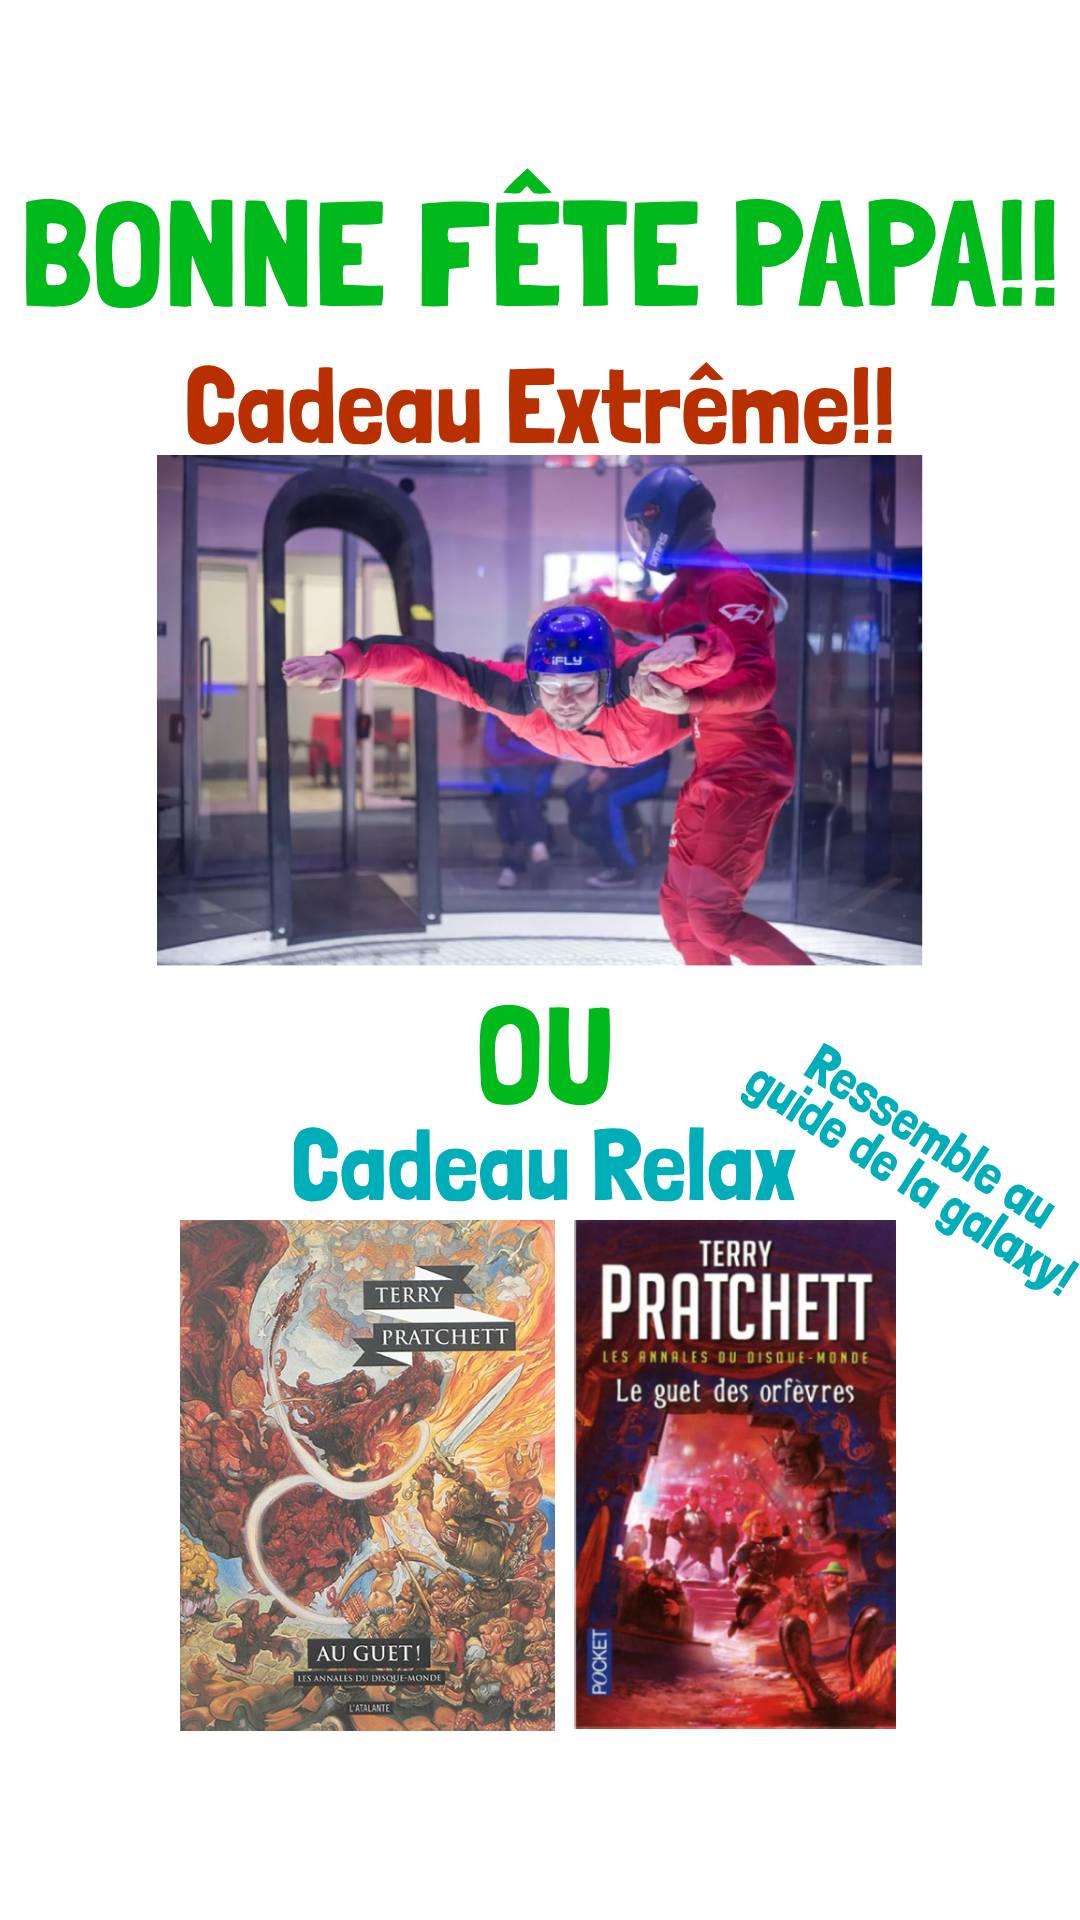 BONNE FÊTE PAPA!!
Cadeau Extrême!!
iFLY
OU
Ressemble au
guide de la galaxy!
Cadeau Relax
TERRY
PRATCHETT
AU GUET!
LES ANNALES DU DISQUE-MONDE
L'ATALANTE
TERRY
PRATCHETT
LES ANNALES DU DISQUE-MONDE
Le guet des orfèvres
POCKET